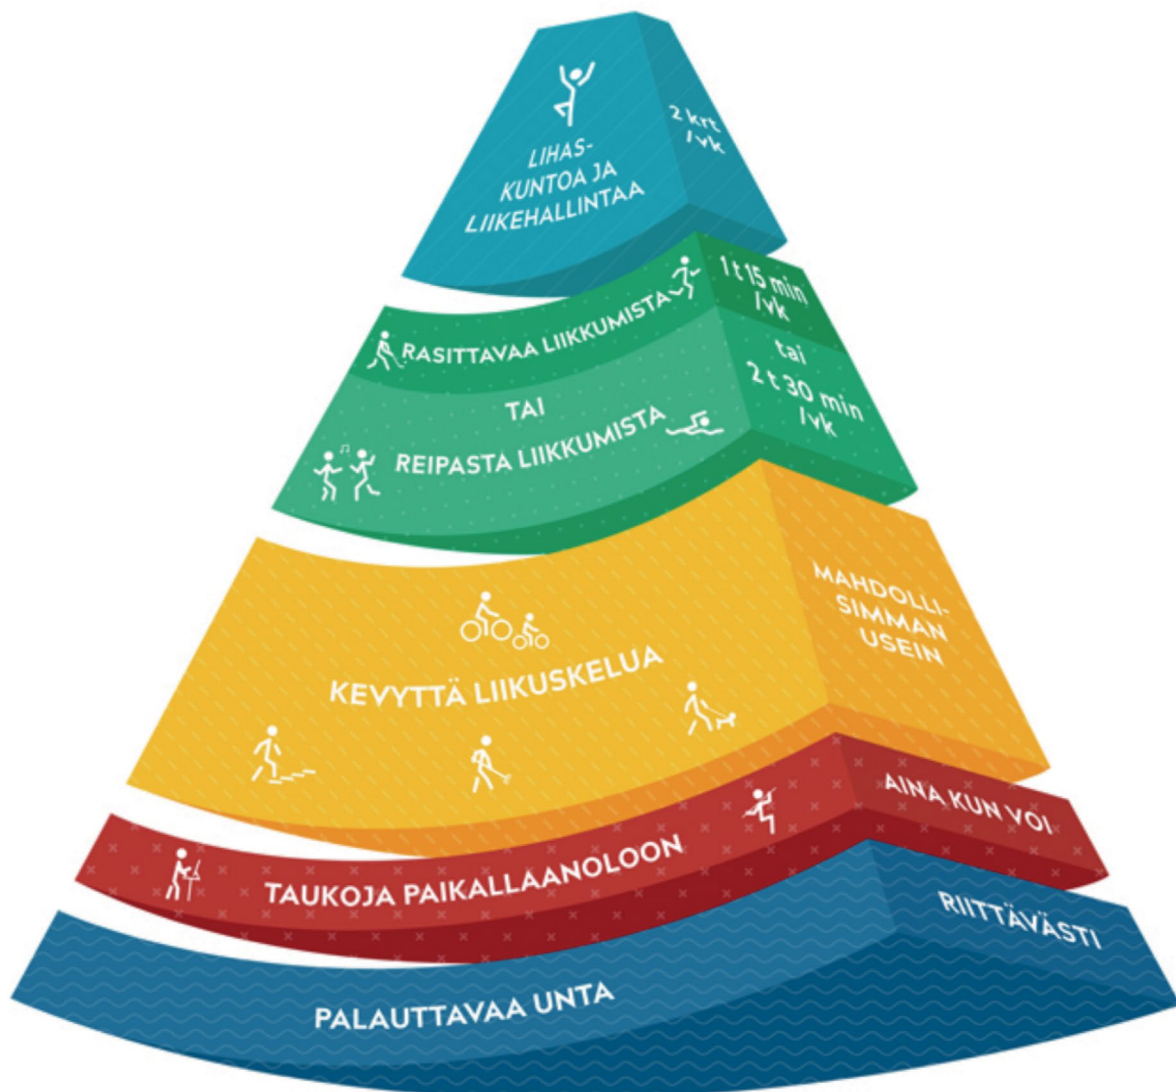 LIHAS-
KUNTOA JA
LIIKEHALLINTAA
2 krt
/vk
RASITTAVAA LIIKKUMISTA
1 t 15 min
/vk
TAI
REIPASTA LIIKKUMISTA
tai
2 t 30 min
/vk
KEVYTTÄ LIIKUSKELUA
MAHDOLLI-
SIMMAN
USEIN
TAUKOJA PAIKALLAANOLOON
AINA KUN VOI
PALAUTTAVAA UNTA
RIITTÄVÄSTI